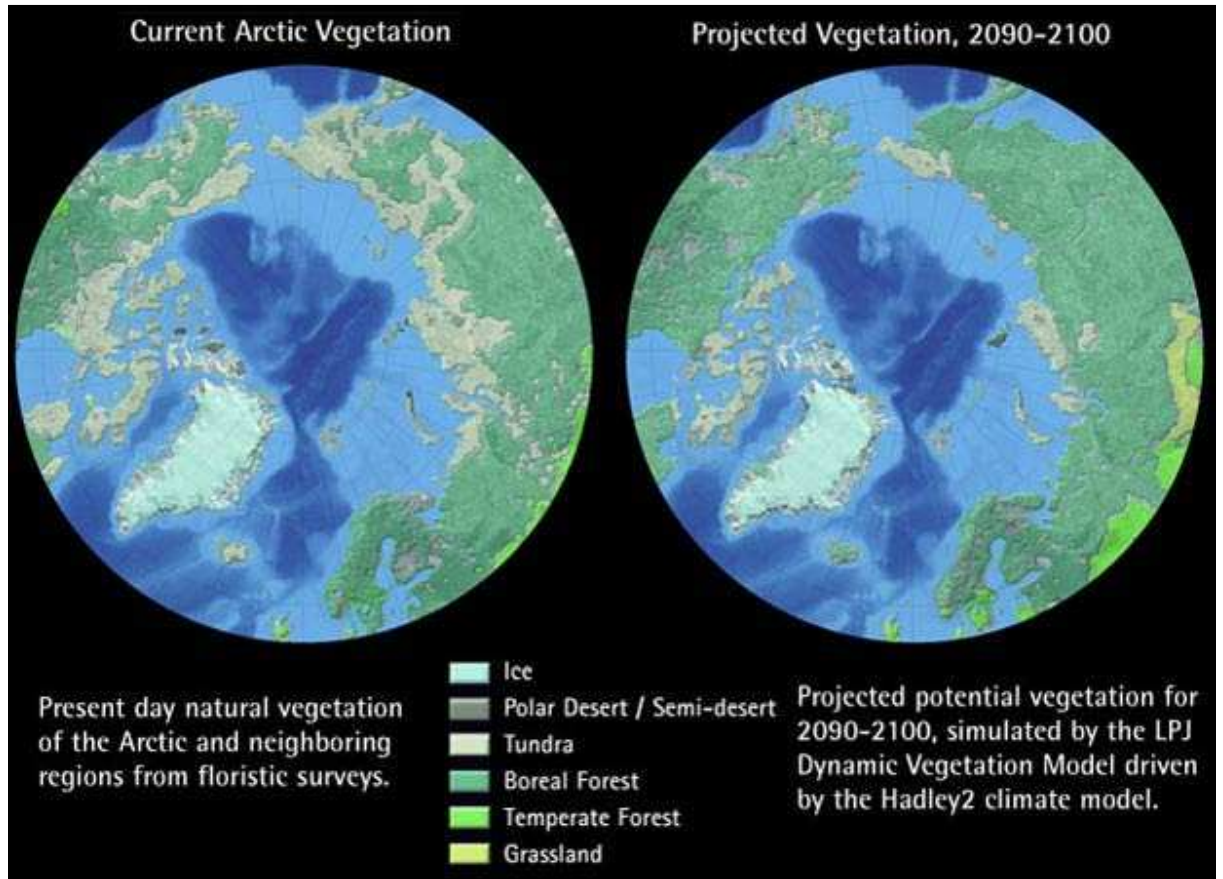 Current Arctic Vegetation
Projected Vegetation, 2090-2100
Present day natural vegetation
of the Arctic and neighboring
regions from floristic surveys.
Ice
Polar Desert / Semi-desert
Tundra
Boreal Forest
Temperate Forest
Grassland
Projected potential vegetation for
2090-2100, simulated by the LPJ
Dynamic Vegetation Model driven
by the Hadley2 climate model.